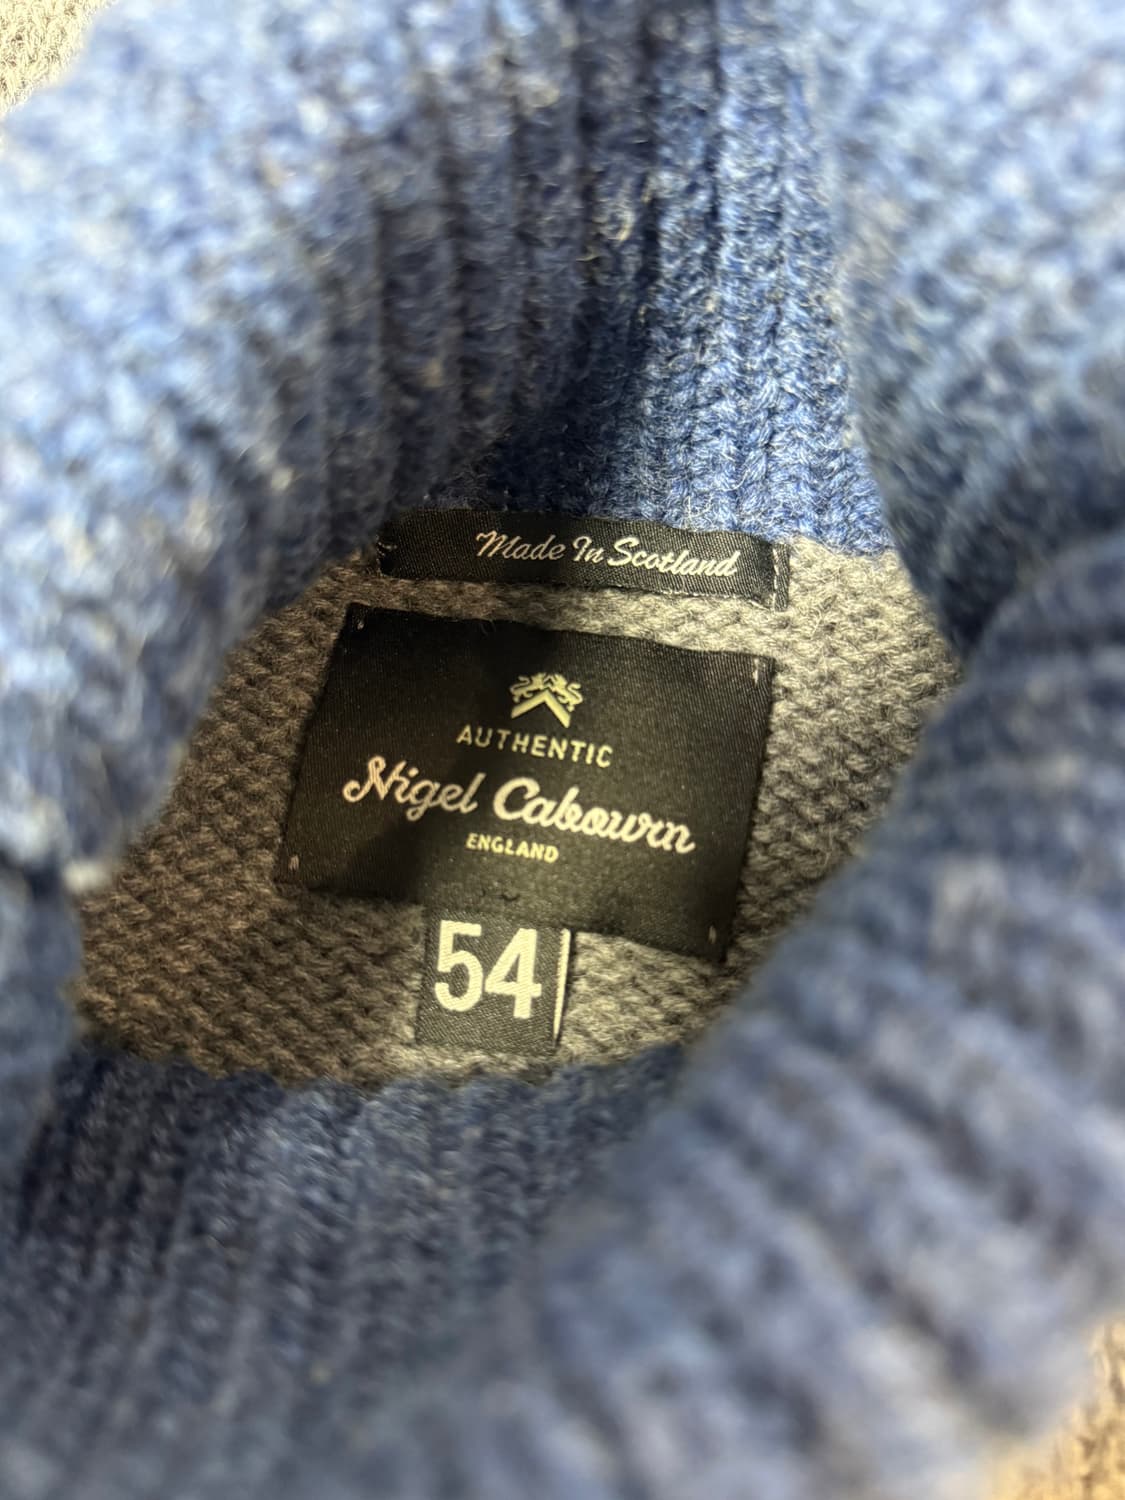 Made In Scotland
AUTHENTIC
Nigel Cabourn
ENGLAND
54